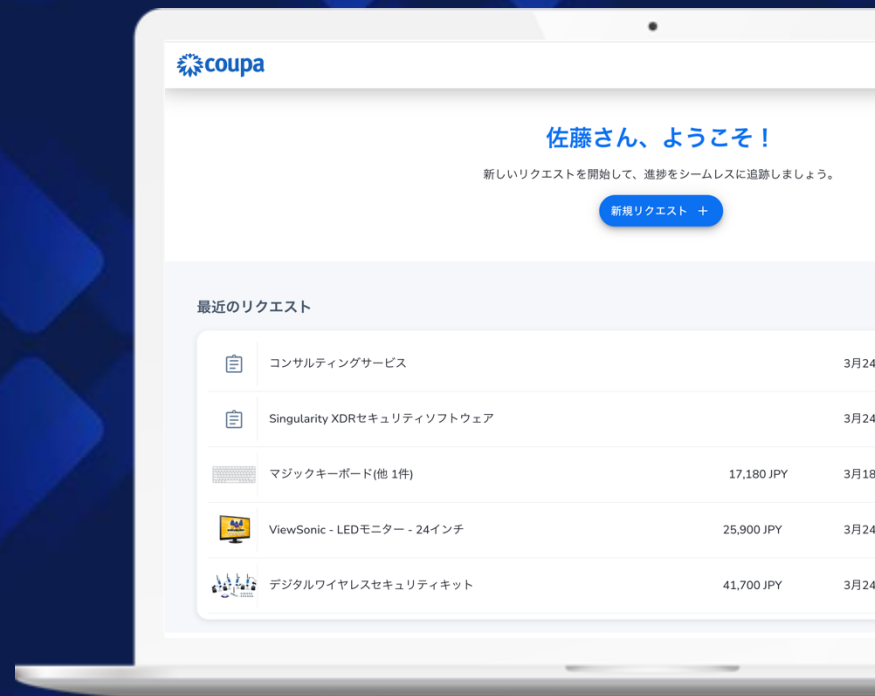 coupa
佐藤さん、ようこそ！
新しいリクエストを開始して、進捗をシームレスに追跡しましょう。
新規リクエスト +
最近のリクエスト
コンサルティングサービス 3月24
Singularity XDRセキュリティソフトウェア 3月24
マジックキーボード(他 1件) 17,180 JPY 3月18
ViewSonic - LEDモニター - 24インチ 25,900 JPY 3月24
デジタルワイヤレスセキュリティキット 41,700 JPY 3月24